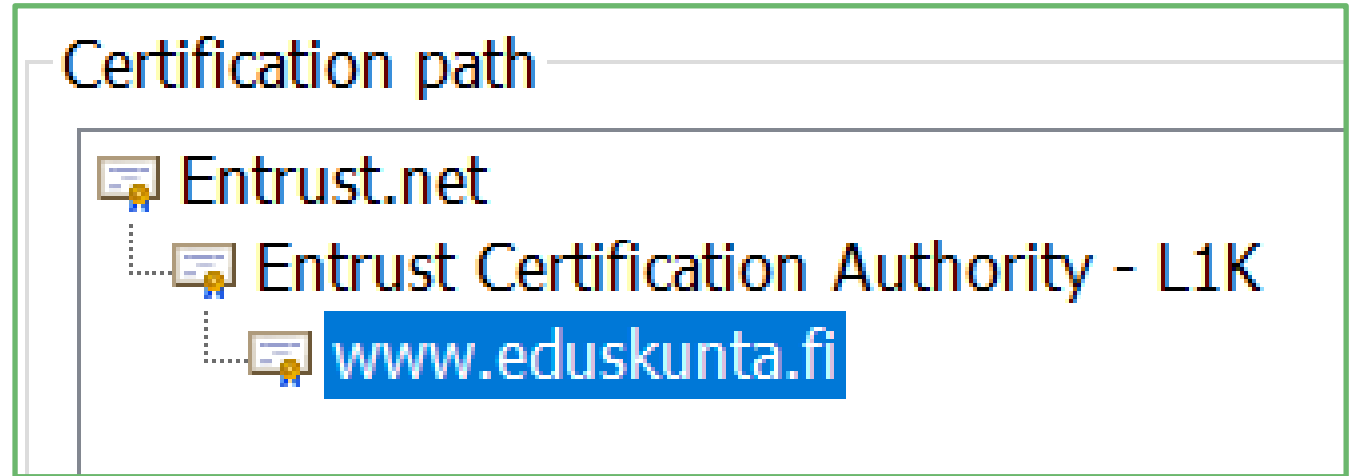 Certification path
Entrust.net
Entrust Certification Authority - L1K
www.eduskunta.fi